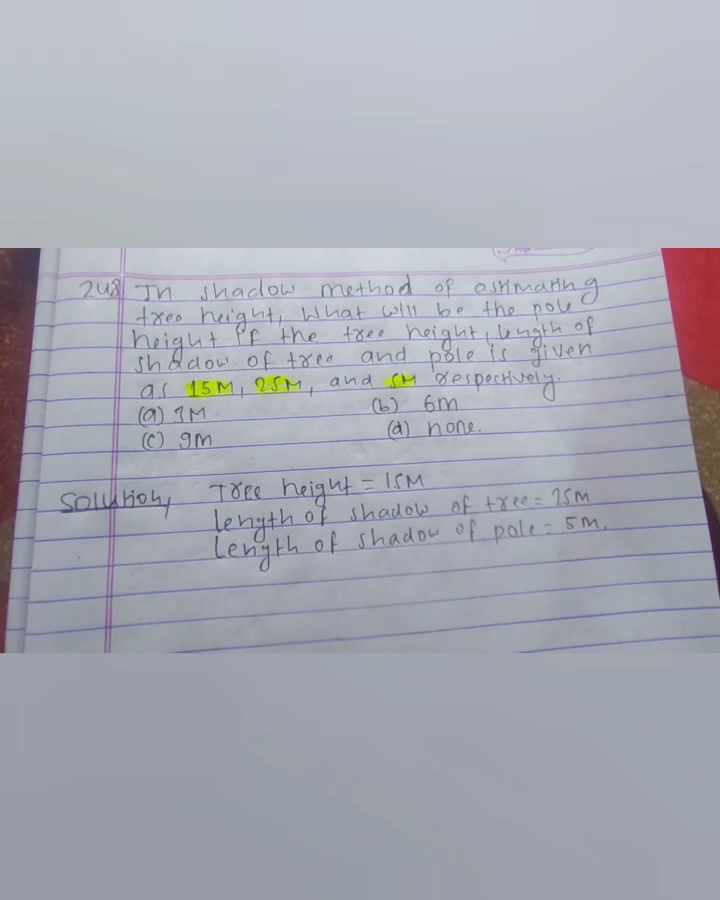 248 In shadow method of estimating
tree height, what will be the pole
height if the tree height, length of
shadow of tree and pole is given
as 15M, 25M, and 5M respectively.
(a) 3M (b) 6m
(c) 9m (d) none.
Solution, Tree height = 15M
length of shadow of tree = 25m
Length of shadow of pole = 5m.